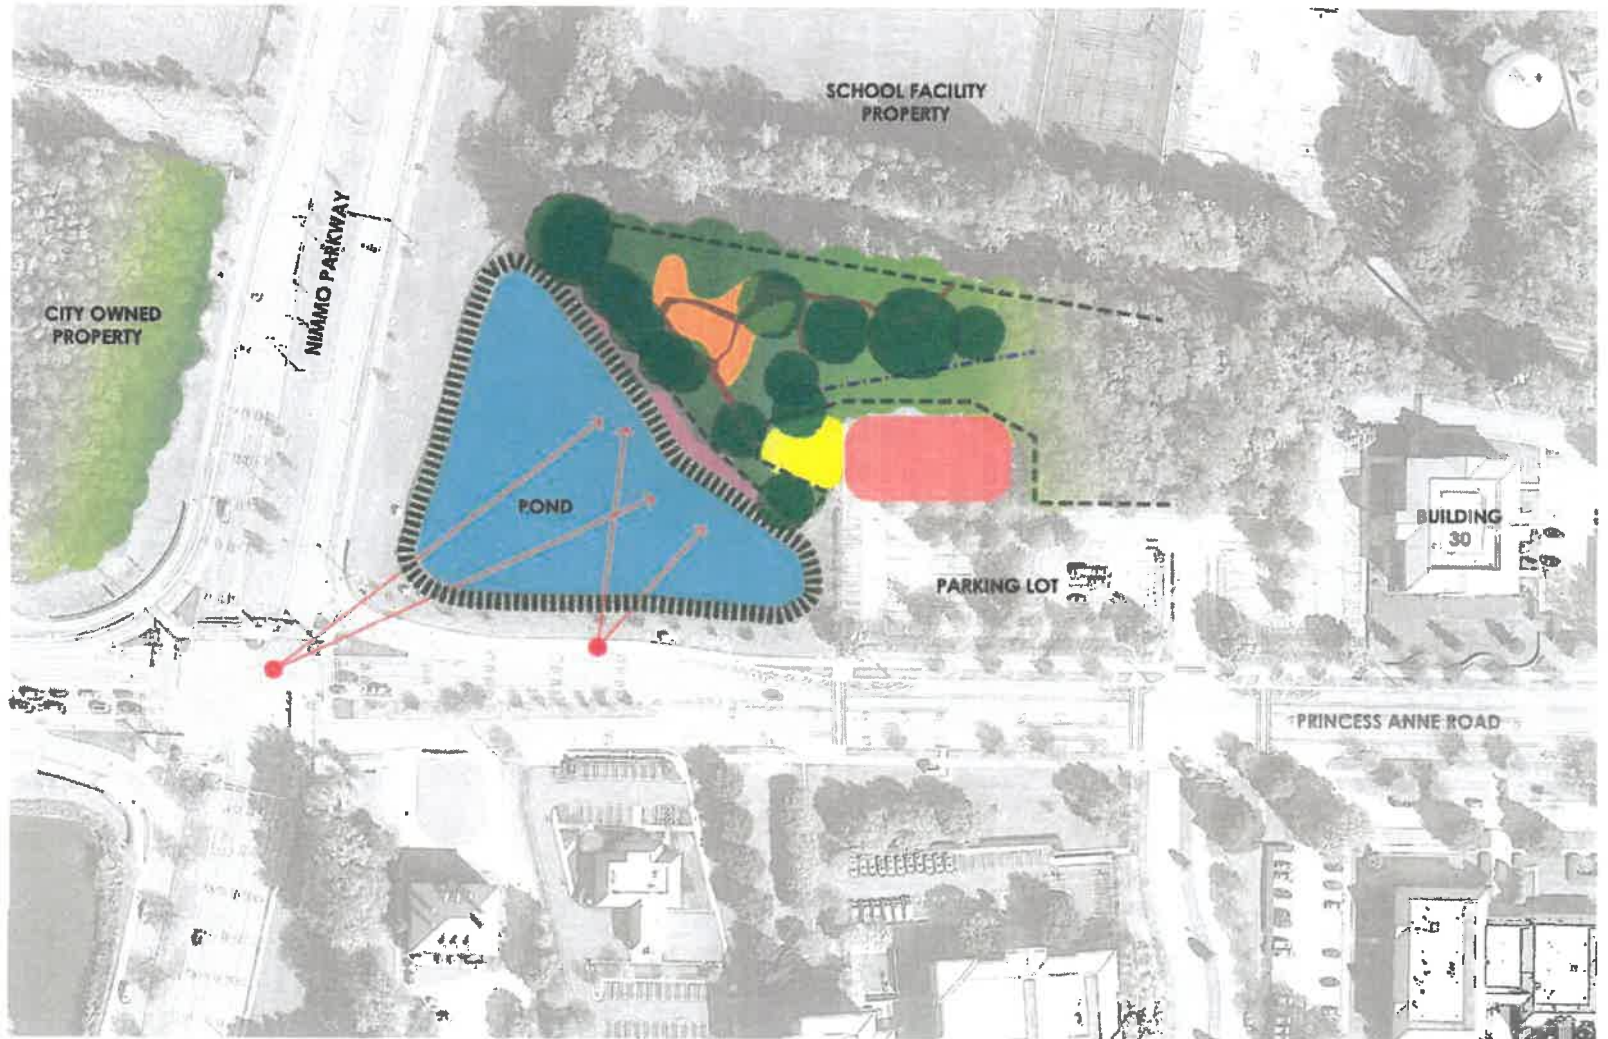 SCHOOL FACILITY
PROPERTY
NIMMO PARKWAY
CITY OWNED
PROPERTY
POND
BUILDING
30
PARKING LOT
PRINCESS ANNE ROAD